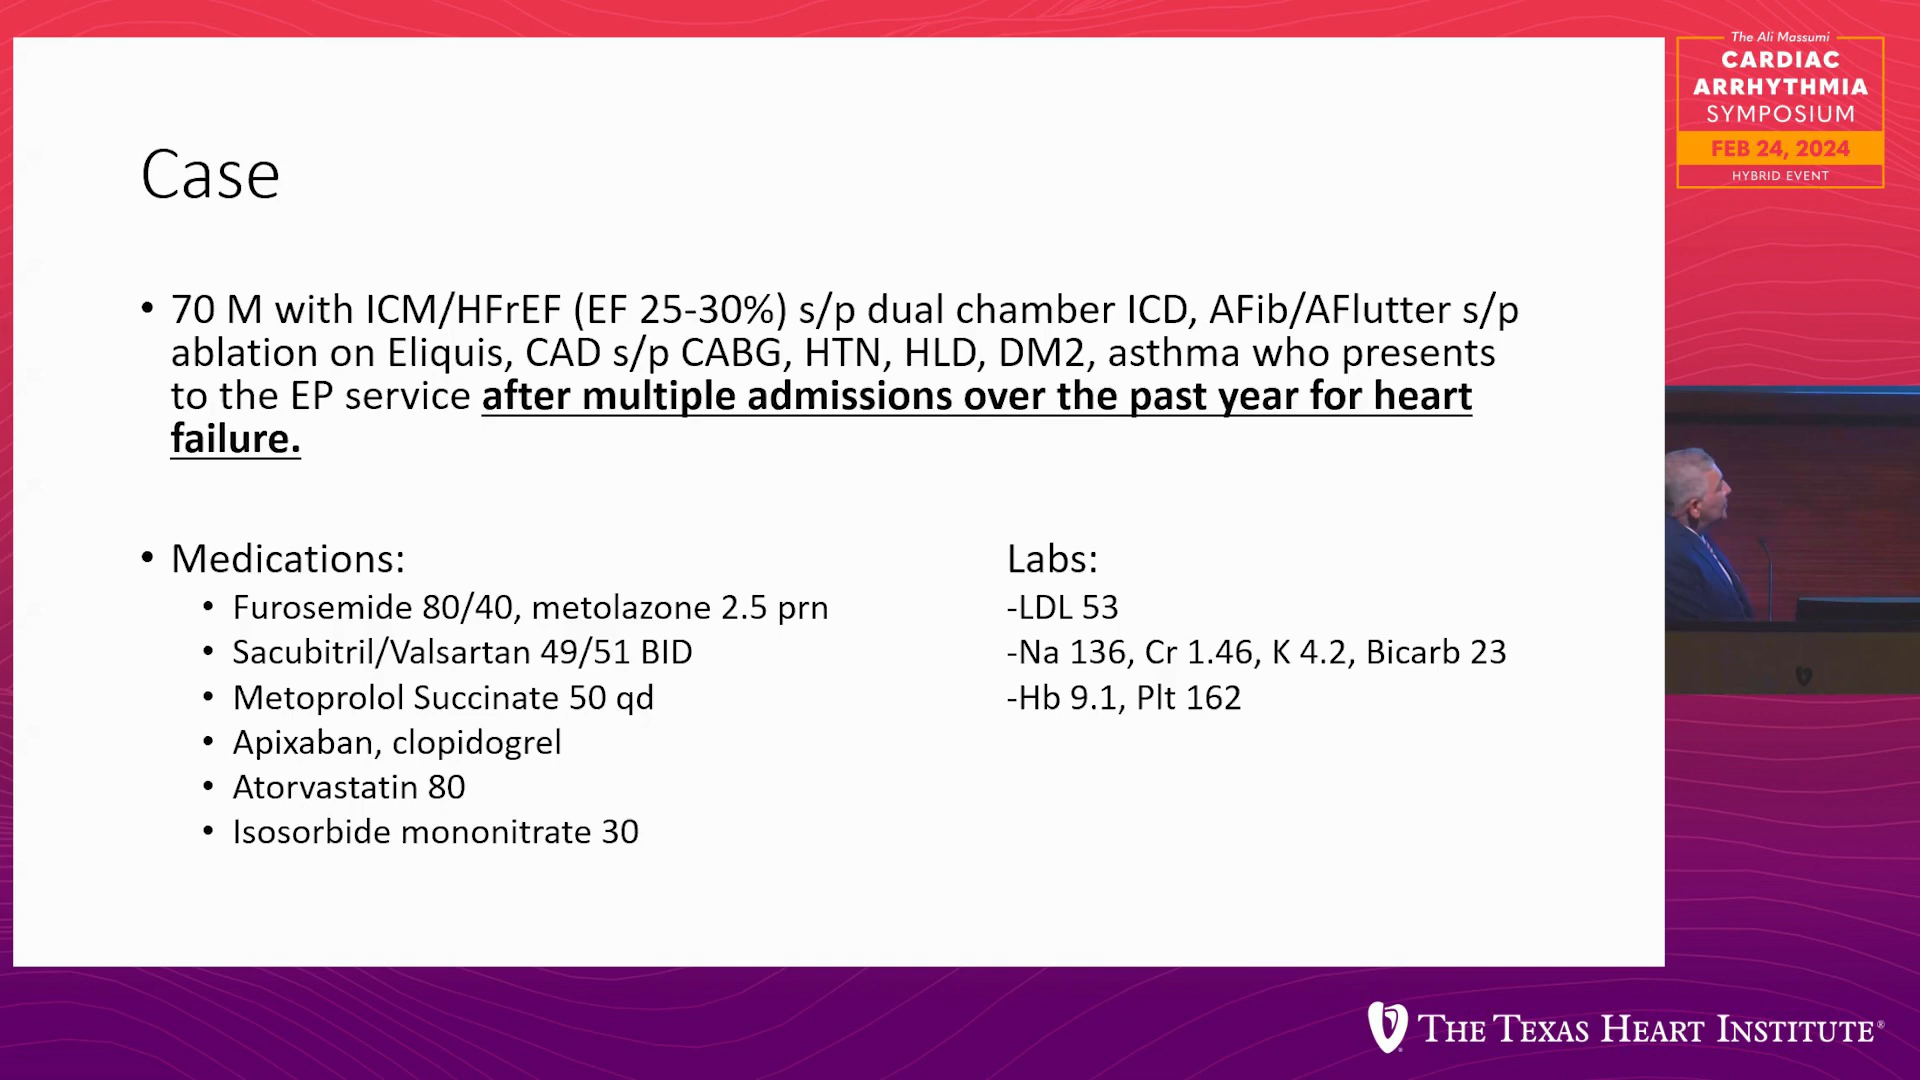 Case
• 70 M with ICM/HFrEF (EF 25-30%) s/p dual chamber ICD, AFib/AFlutter s/p
ablation on Eliquis, CAD s/p CABG, HTN, HLD, DM2, asthma who presents
to the EP service after multiple admissions over the past year for heart
failure.
• Medications:
• Furosemide 80/40, metolazone 2.5 prn
• Sacubitril/Valsartan 49/51 BID
• Metoprolol Succinate 50 qd
• Apixaban, clopidogrel
• Atorvastatin 80
• Isosorbide mononitrate 30
Labs:
-LDL 53
-Na 136, Cr 1.46, K 4.2, Bicarb 23
-Hb 9.1, Plt 162
The Ali Massumi
CARDIAC
ARRHYTHMIA
SYMPOSIUM
FEB 24, 2024
HYBRID EVENT
THE TEXAS HEART INSTITUTE®